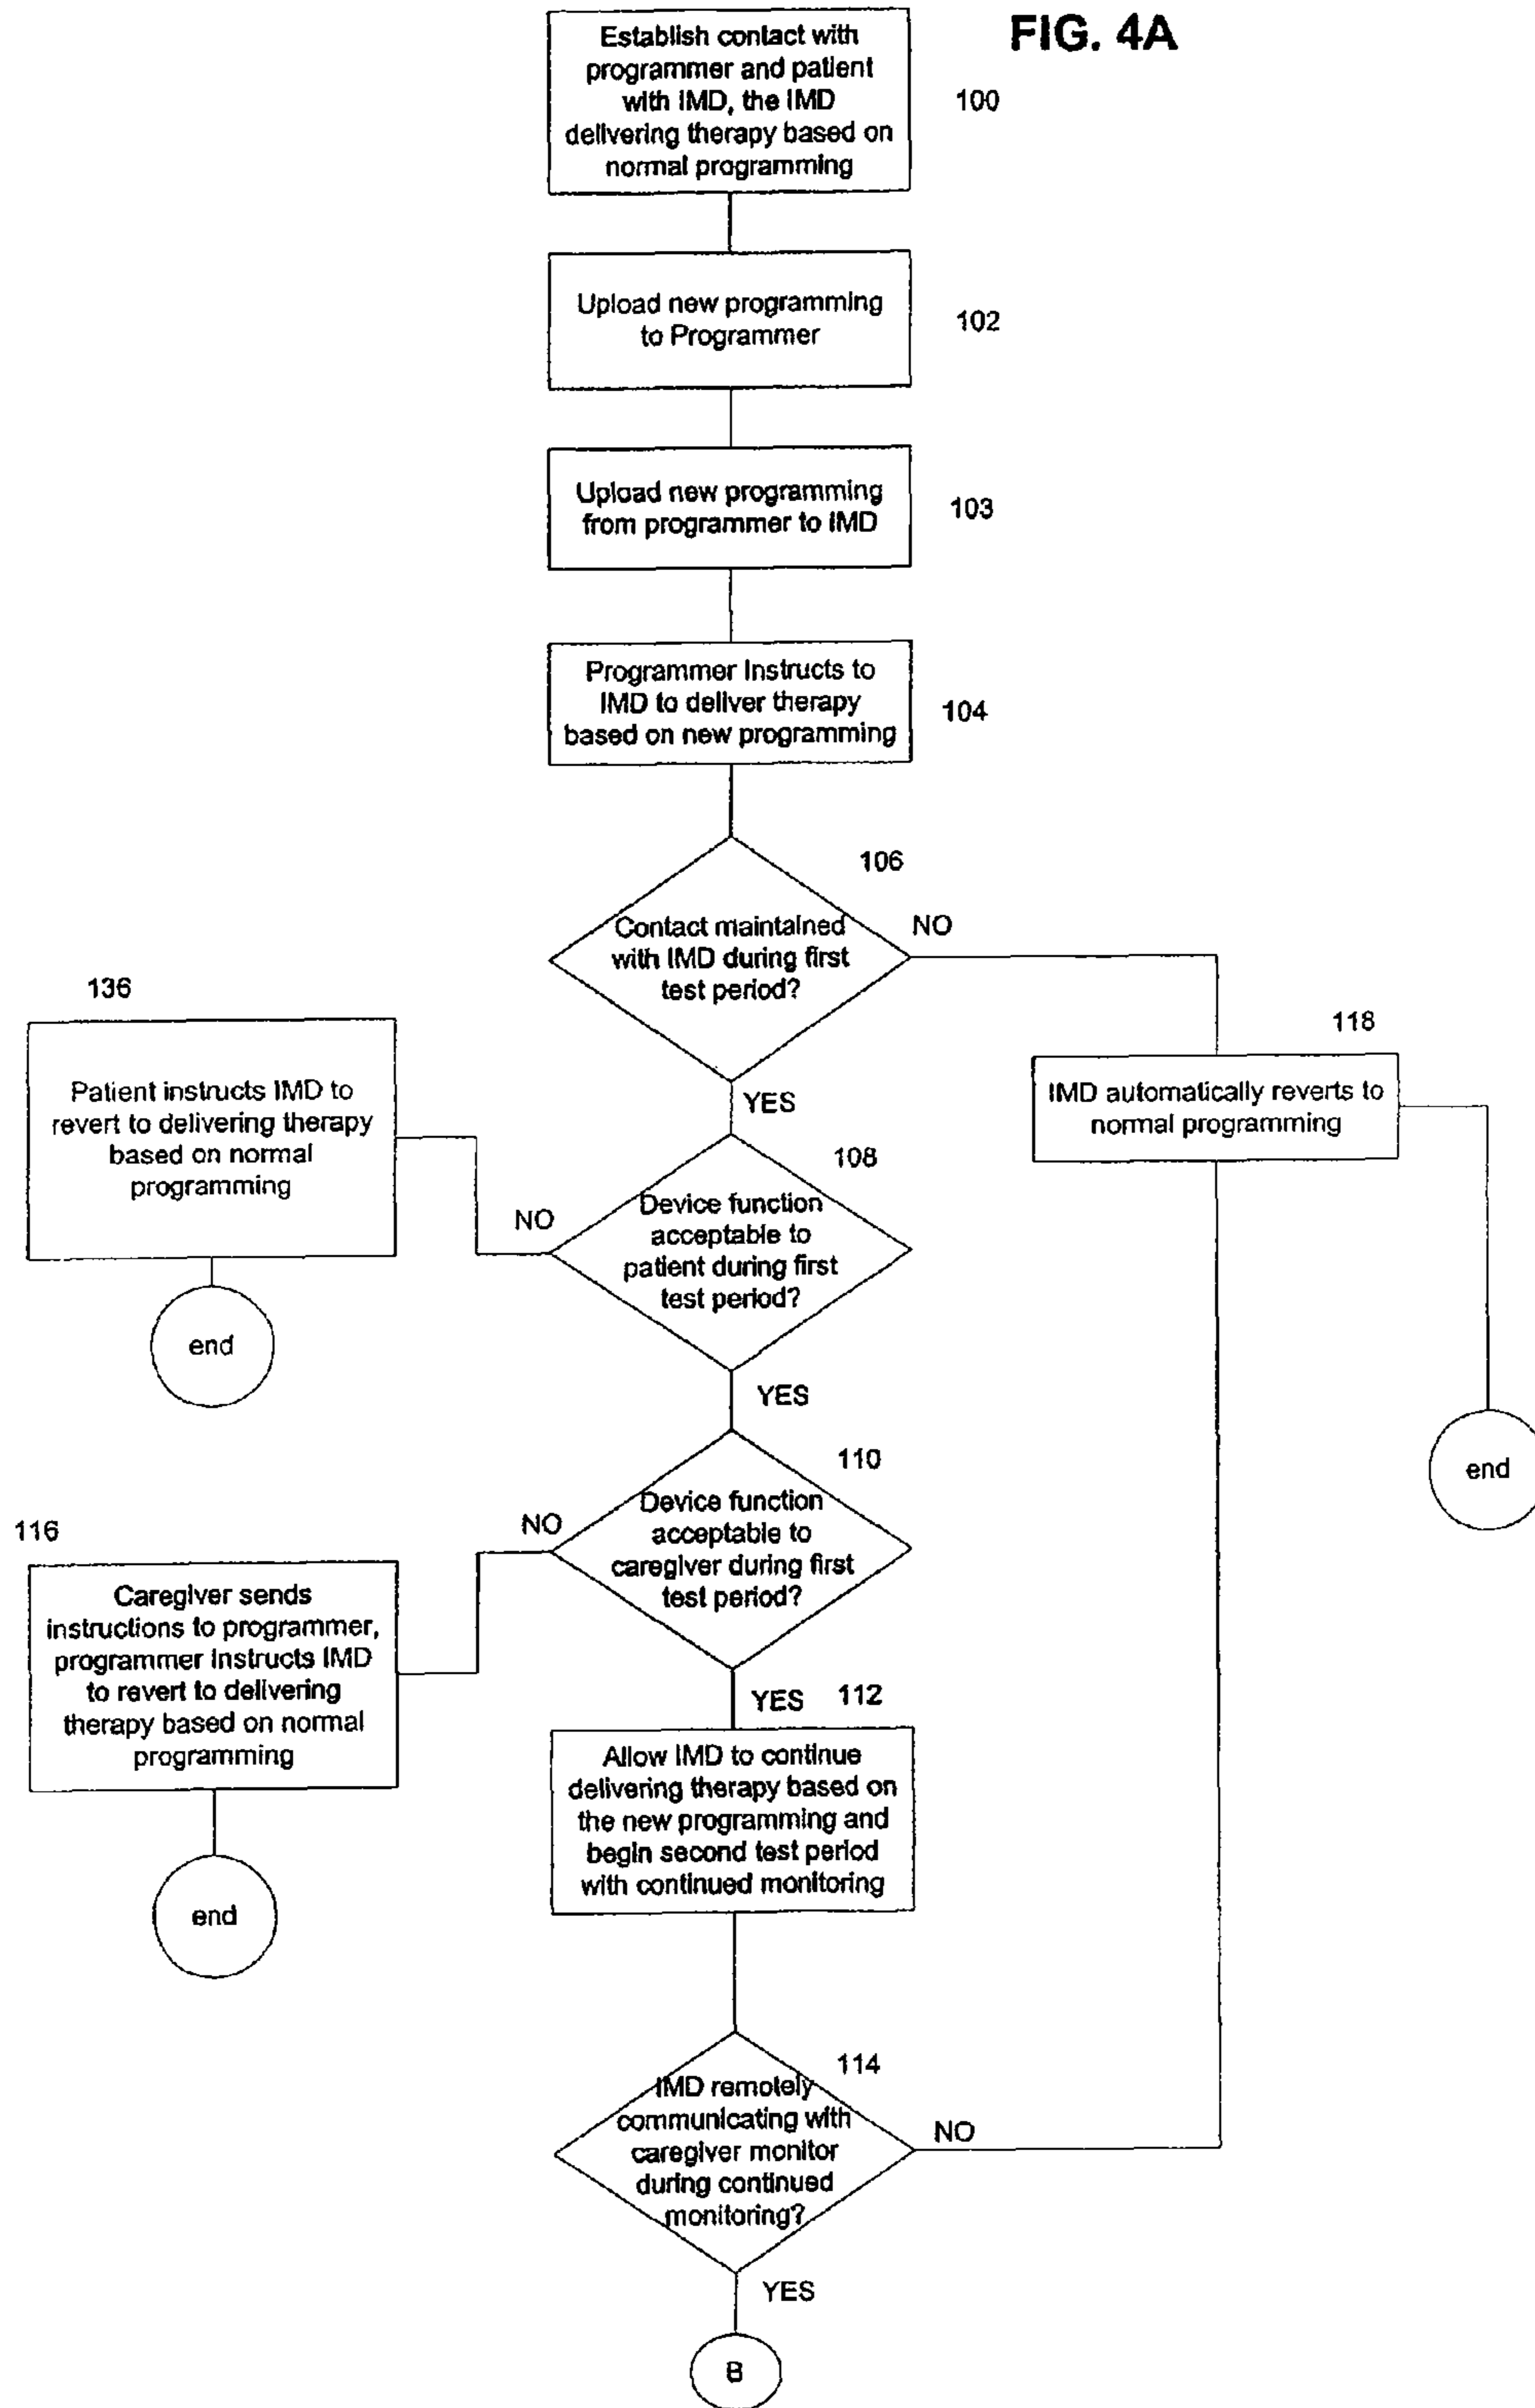 FIG. 4A
Establish contact with
programmer and patient
with IMD, the IMD
delivering therapy based on
normal programming
100
Upload new programming
to Programmer
102
Upload new programming
from programmer to IMD
103
Programmer Instructs to
IMD to deliver therapy
based on new programming
104
106
Contact maintained
with IMD during first
test period?
NO
YES
136
Patient instructs IMD to
revert to delivering therapy
based on normal
programming
end
118
IMD automatically reverts to
normal programming
end
108
Device function
acceptable to
patient during first
test period?
NO
YES
110
Device function
acceptable to
caregiver during first
test period?
NO
YES
116
Caregiver sends
instructions to programmer,
programmer Instructs IMD
to revert to delivering
therapy based on normal
programming
end
112
Allow IMD to continue
delivering therapy based on
the new programming and
begin second test period
with continued monitoring
114
IMD remotely
communicating with
caregiver monitor
during continued
monitoring?
NO
YES
B